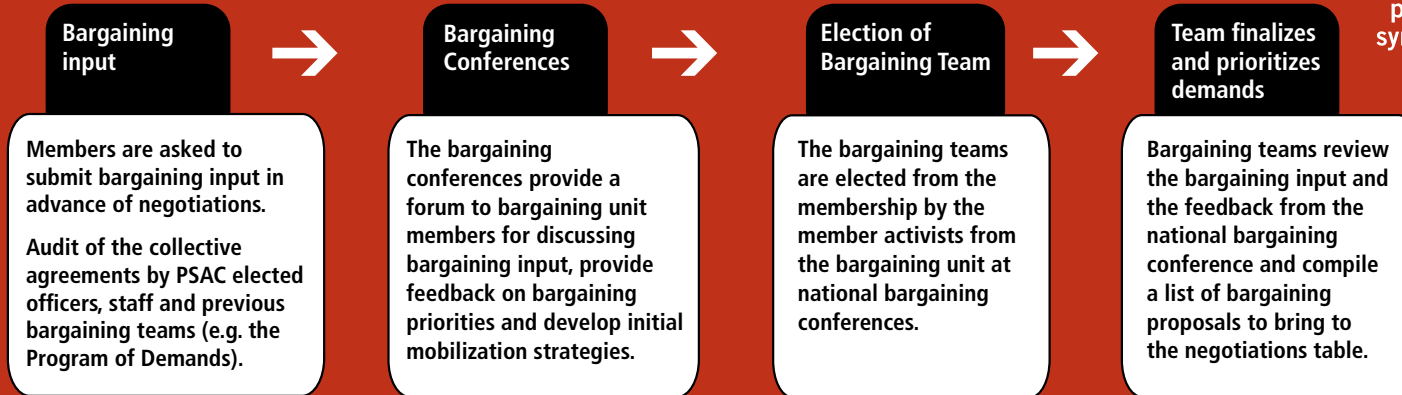 Bargaining
input
Members are asked to
submit bargaining input in
advance of negotiations.
Audit of the collective
agreements by PSAC elected
officers, staff and previous
bargaining teams (e.g. the
Program of Demands).
Bargaining
Conferences
The bargaining
conferences provide a
forum to bargaining unit
members for discussing
bargaining input, provide
feedback on bargaining
priorities and develop initial
mobilization strategies.
Election of
Bargaining Team
The bargaining teams
are elected from the
membership by the
member activists from
the bargaining unit at
national bargaining
conferences.
Team finalizes
and prioritizes
demands
Bargaining teams review
the bargaining input and
the feedback from the
national bargaining
conference and compile
a list of bargaining
proposals to bring to
the negotiations table.